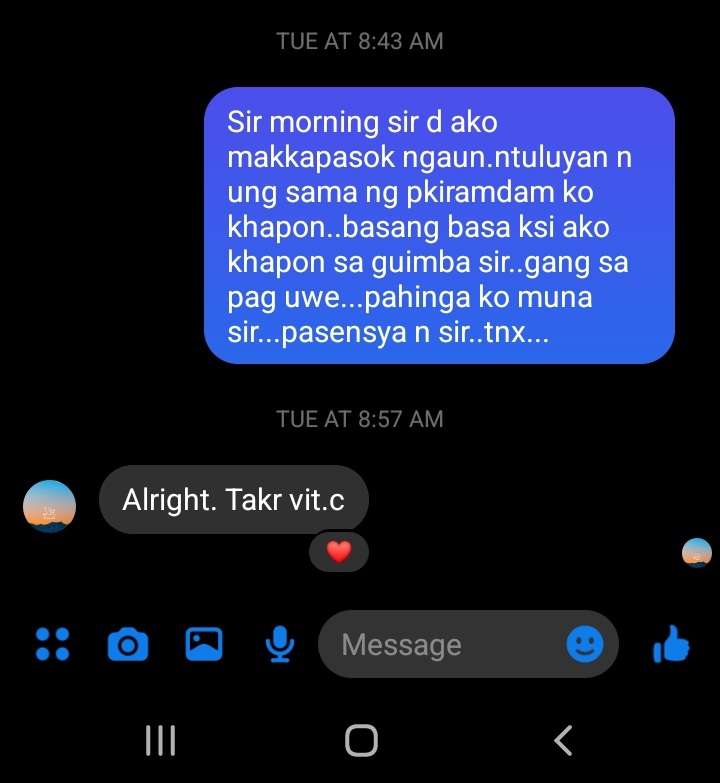 TUE AT 8:43 AM
Sir morning sir d ako
makkapasok ngaun.ntuluyan n
ung sama ng pkiramdam ko
khapon..basang basa ksi ako
khapon sa guimba sir..gang sa
pag uwe...pahinga ko muna
sir...pasensya n sir..tnx...
TUE AT 8:57 AM
Alright. Takr vit.c
Message